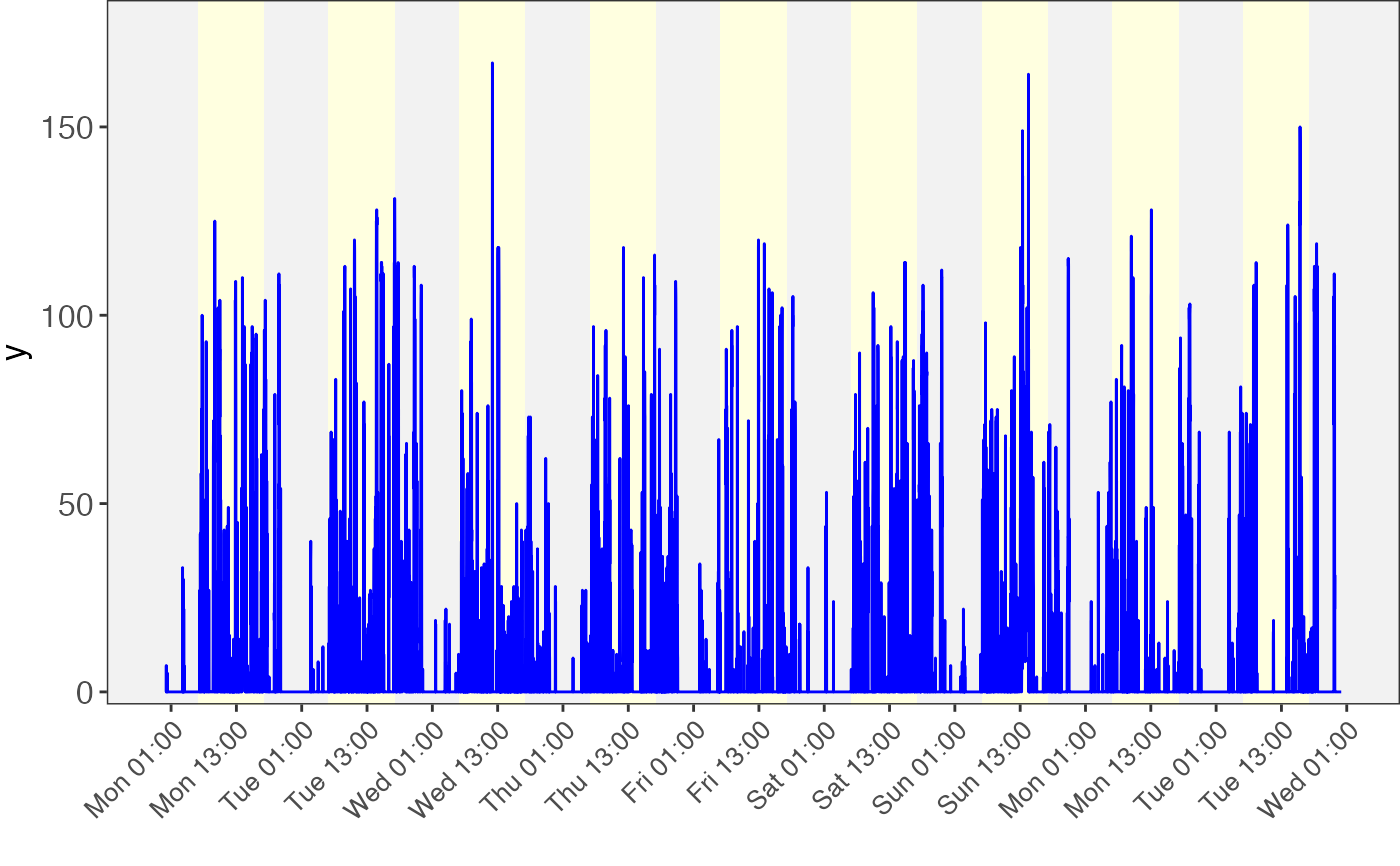 y
150
100
50
0
Mon 01:00
Mon 13:00
Tue 01:00
Tue 13:00
Wed 01:00
Wed 13:00
Thu 01:00
Thu 13:00
Fri 01:00
Fri 13:00
Sat 01:00
Sat 13:00
Sun 01:00
Sun 13:00
Mon 01:00
Mon 13:00
Tue 01:00
Tue 13:00
Wed 01:00